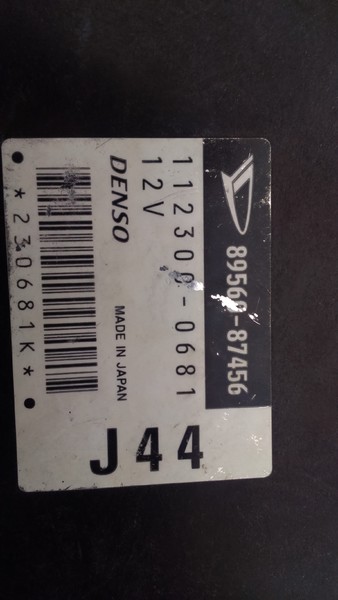 89560-87456
112300-0681
12V
DENSO MADE IN JAPAN
J44
*230681K*